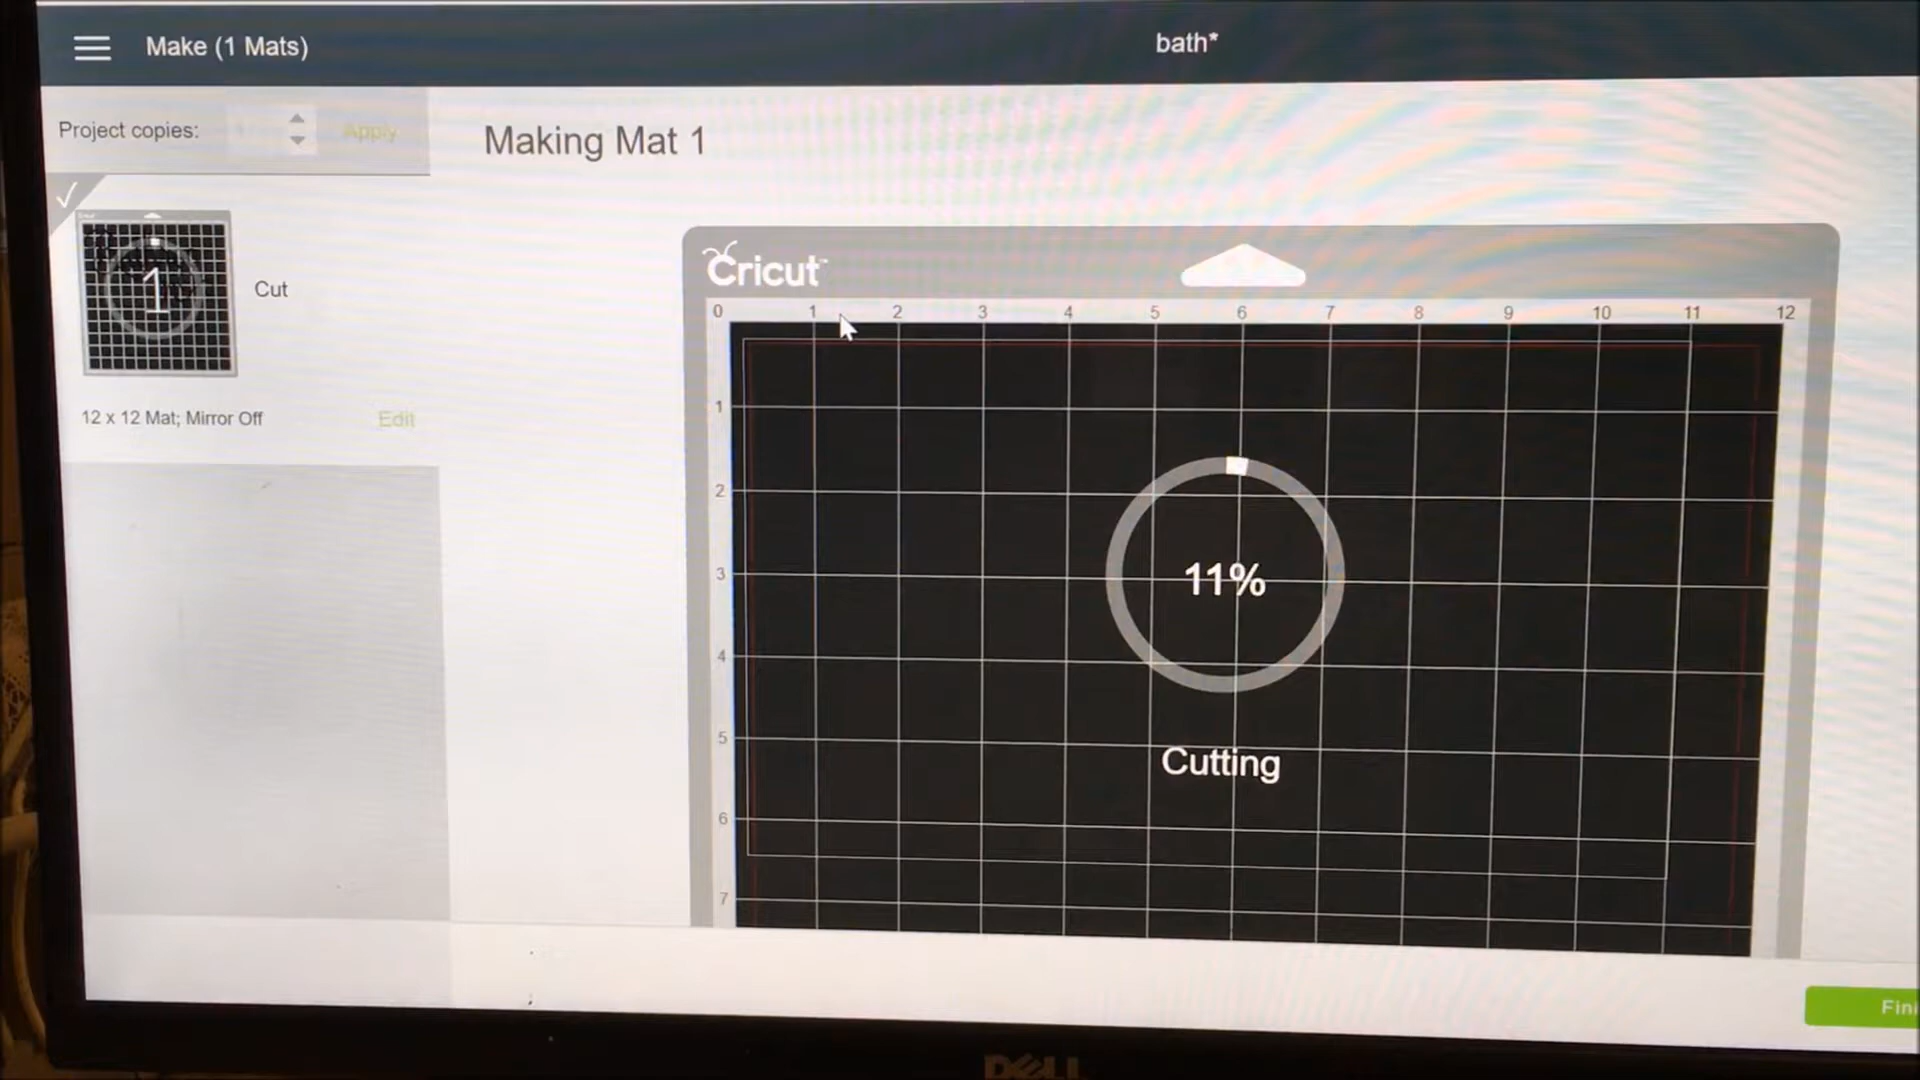 Make (1 Mats)
bath*
Project copies:
Apply
Making Mat 1
1
Cut
12 x 12 Mat; Mirror Off
Edit
Cricut
0 1 2 3 4 5 6 7 8 9 10 11 12
1
2
3
11%
4
5
Cutting
6
7
Fini
DELL